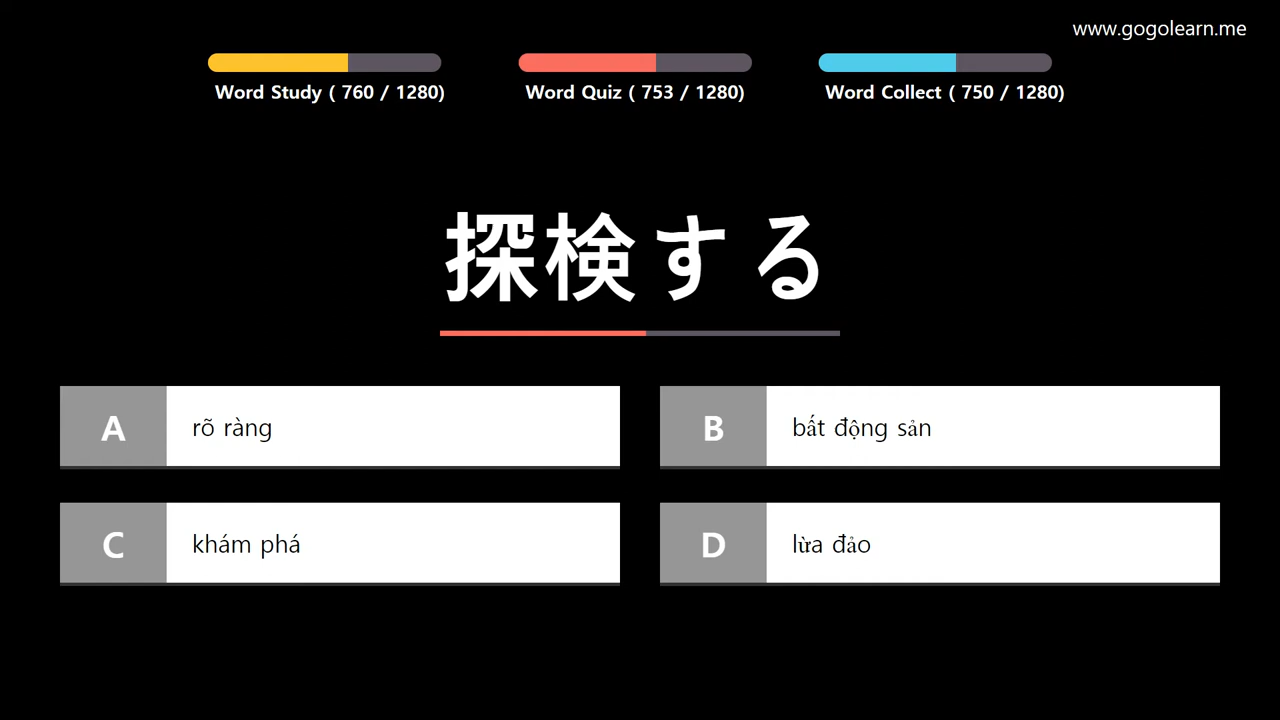 www.gogolearn.me
Word Study ( 760 / 1280)
Word Quiz ( 753 / 1280)
Word Collect ( 750 / 1280)
探検する
A
rõ ràng
B
bất động sản
C
khám phá
D
lừa đảo